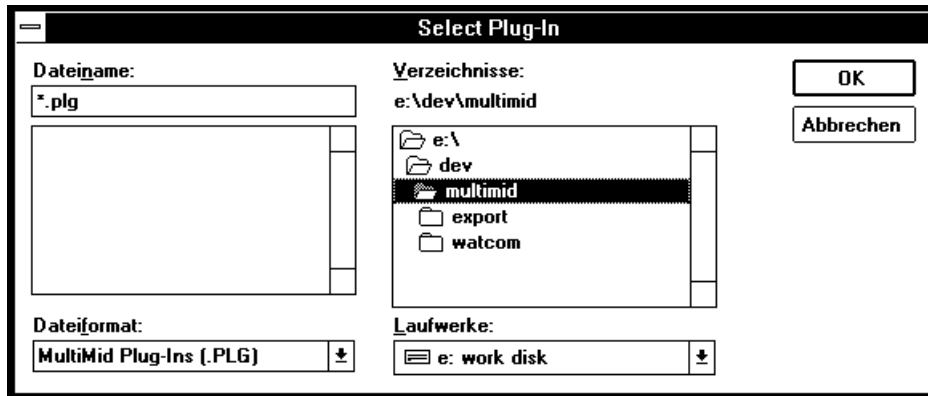 Select Plug-In
Dateiname:
*.plg
Verzeichnisse:
e:\dev\multimid
e:\
dev
multimid
export
watcom
OK
Abbrechen
Dateiformat:
MultiMid Plug-Ins (.PLG)
Laufwerke:
e: work disk